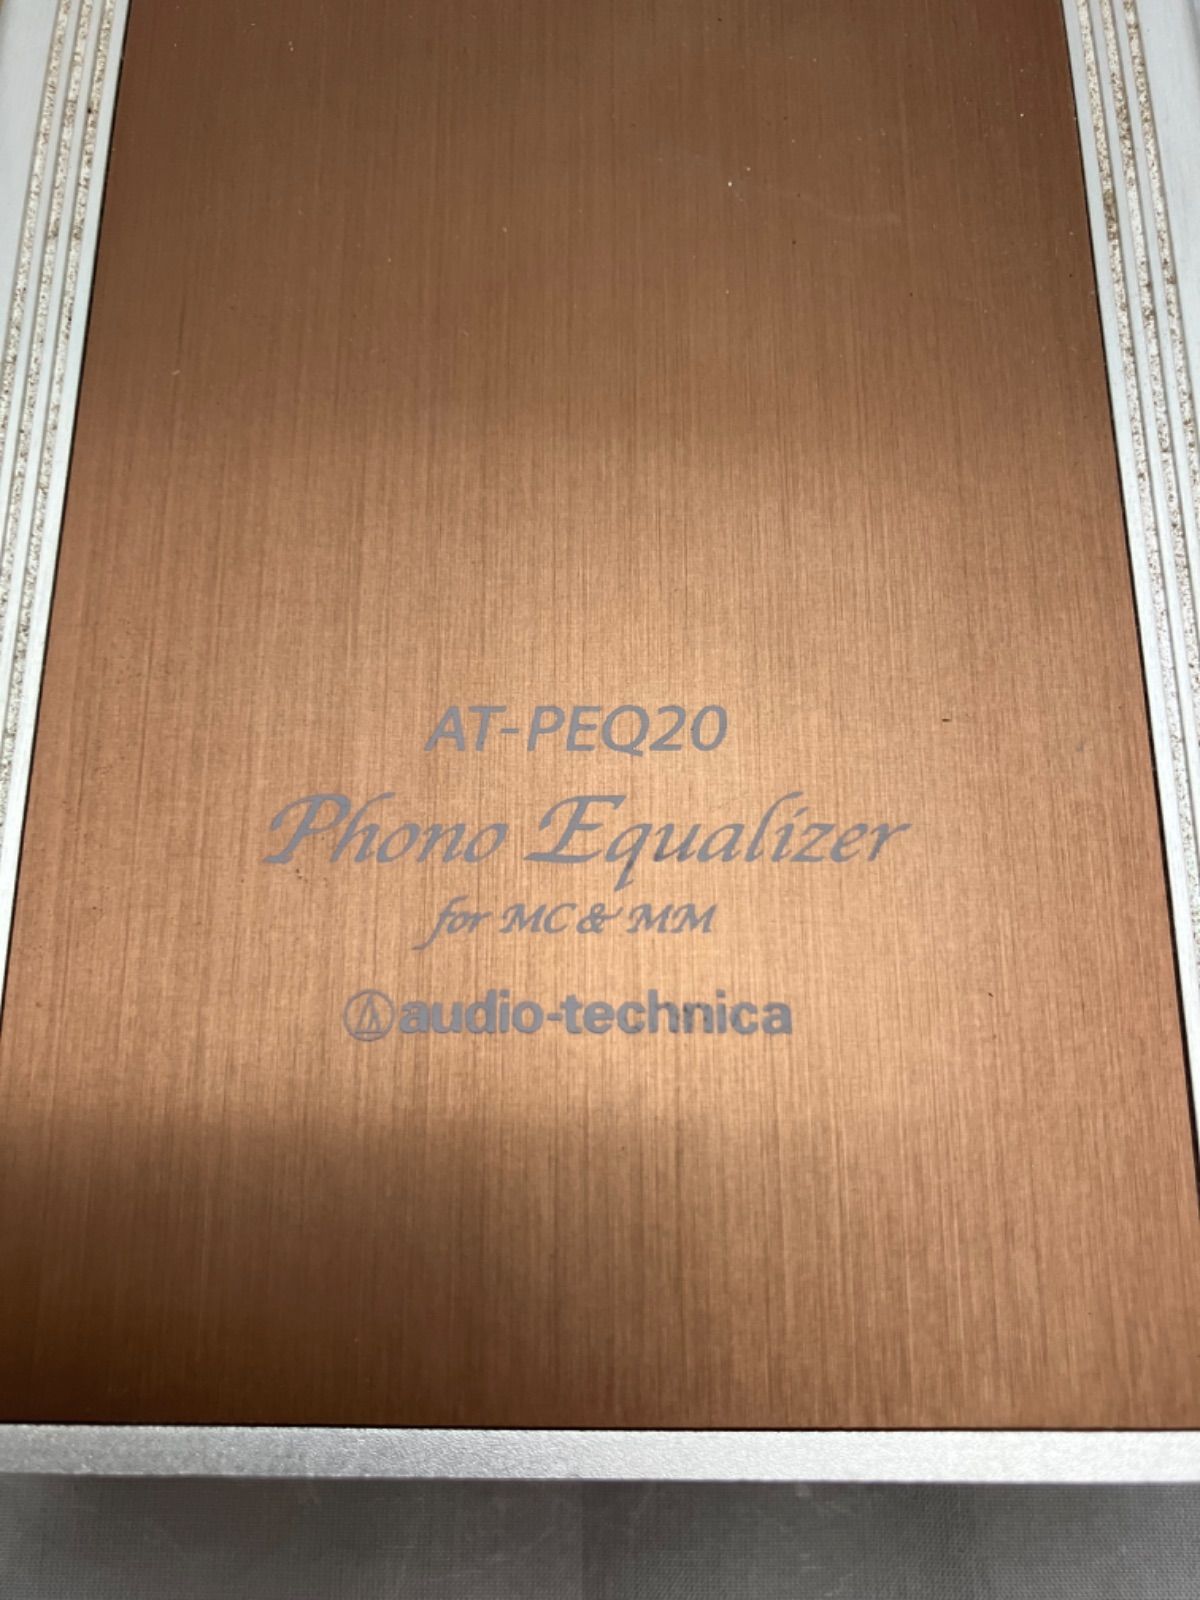 AT-PEQ20
Phono Equalizer
for MC & MM
audio-technica